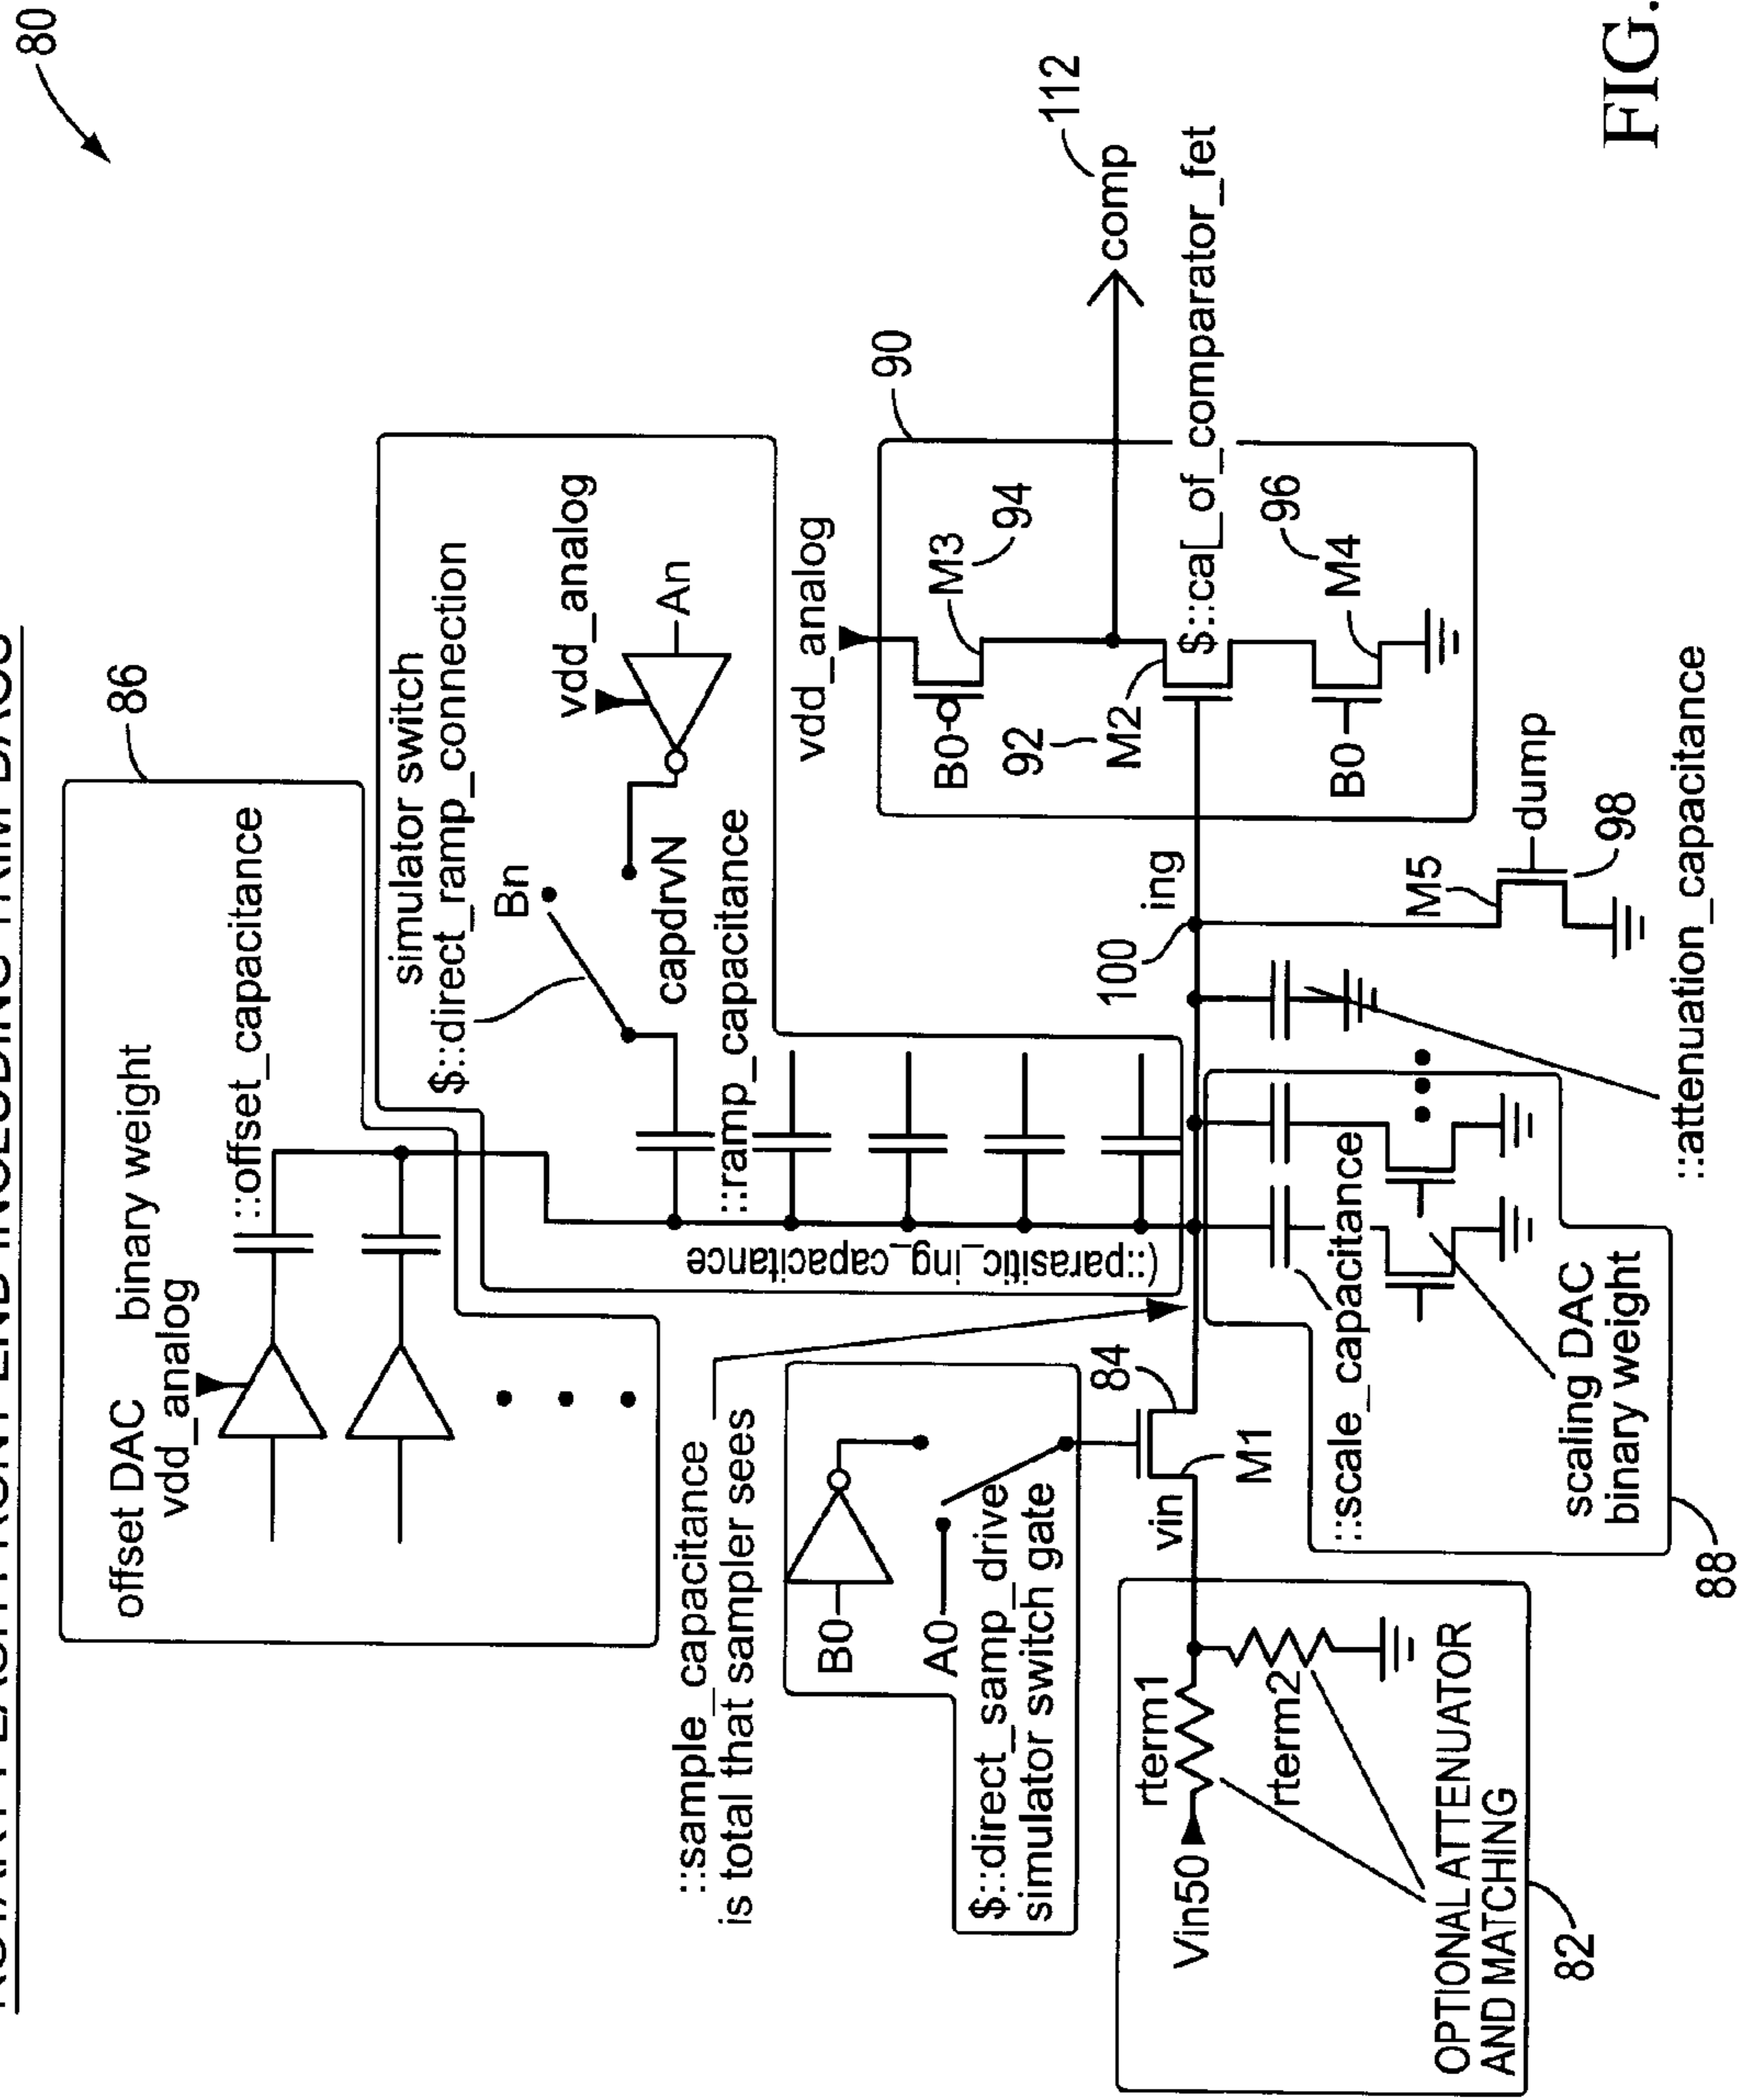 80
86
offset DAC
binary weight
vdd_analog
::offset_capacitance
simulator switch
$::direct_ramp_connection
Bn
vdd_analog
An
capdrvN
::ramp_capacitance
(::parasitic_ing_capacitance
::sample_capacitance
is total that sampler sees
B0
A0
$::direct_samp_drive
simulator switch gate
84
M1
vin
Vin50
rterm1
rterm2
OPTIONAL ATTENUATOR
AND MATCHING
82
::scale_capacitance
scaling DAC
binary weight
88
100
ing
M5
dump
98
::attenuation_capacitance
vdd_analog
90
B0
M3
94
92
M2
$::cal_of_comparator_fet
B0
M4
96
comp
112
FIG.